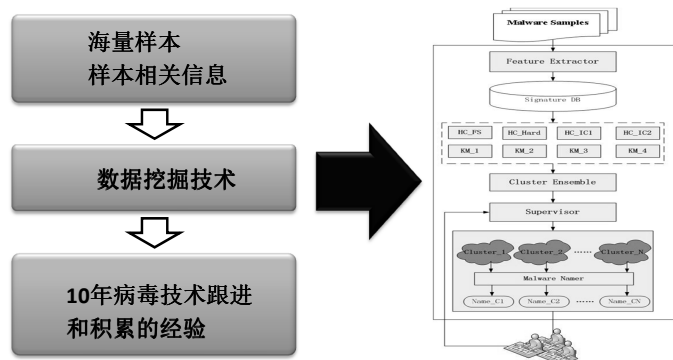 海量样本
样本相关信息
数据挖掘技术
10年病毒技术跟进
和积累的经验
Malware Samples
Feature Extractor
Signature DB
HC_FS HC_Hard HC_IC1 HC_IC2
KM_1 KM_2 KM_3 KM_4
Cluster Ensemble
Supervisor
Cluster_1 Cluster_2 ...... Cluster_N
Malware Namer
Name_C1 Name_C2 ...... Name_CN